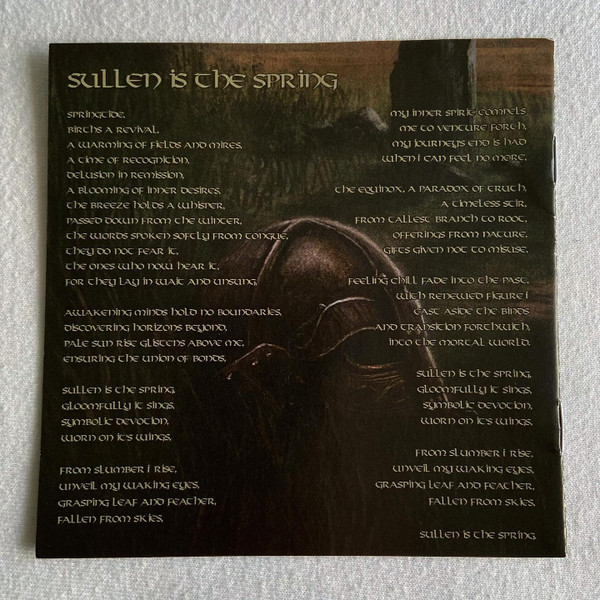 Sullen is the Spring
Springtide,
Births a revival,
A warming of fields and mires,
A time of recognition,
Delusion in remission,
A blooming of inner desires,
The breeze holds a whisper,
Passed down from the winter,
The words spoken softly from tongue,
They do not fear it,
The ones who now hear it,
For they lay in wait and unsung,
Awakening minds hold no boundaries,
Discovering horizons beyond,
Pale sun rise glistens above me,
Ensuring the union of bonds,
Sullen is the spring,
Gloomfully it sings,
Symbolic devotion,
Worn on it's wings,
From slumber I rise,
Unveil my waking eyes,
Grasping leaf and feather,
Fallen from skies,
My inner spirit compels
me to venture forth,
My journeys end is had
when I can feel no more,
The equinox, a paradox of truth,
A timeless stir,
From tallest branch to root,
Offerings from nature,
Gifts given not to misuse,
Feeling chill fade into the past,
With renewed figure I
cast aside the binds
And transition forthwith,
Into the mortal world.
Sullen is the spring,
Gloomfully it sings,
Symbolic devotion,
Worn on it's wings,
From slumber I rise,
Unveil my waking eyes,
Grasping leaf and feather,
Fallen from skies,
Sullen is the spring